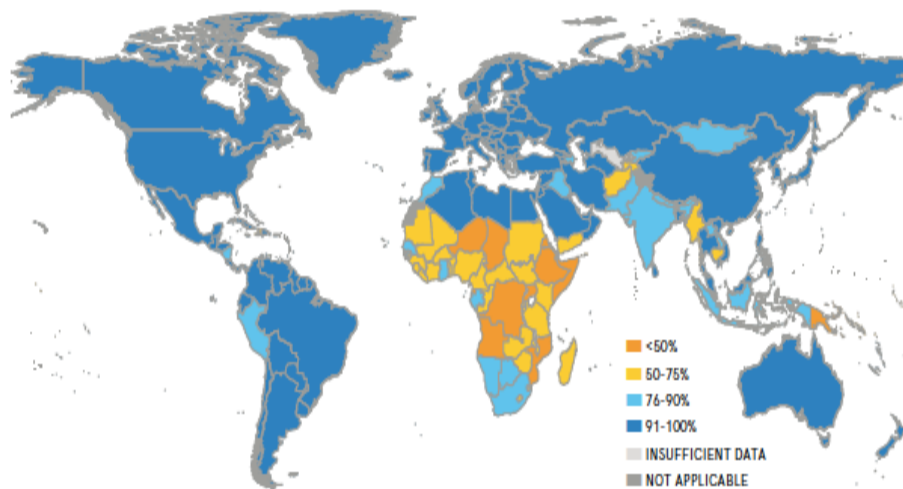 <50%
50-75%
76-90%
91-100%
INSUFFICIENT DATA
NOT APPLICABLE